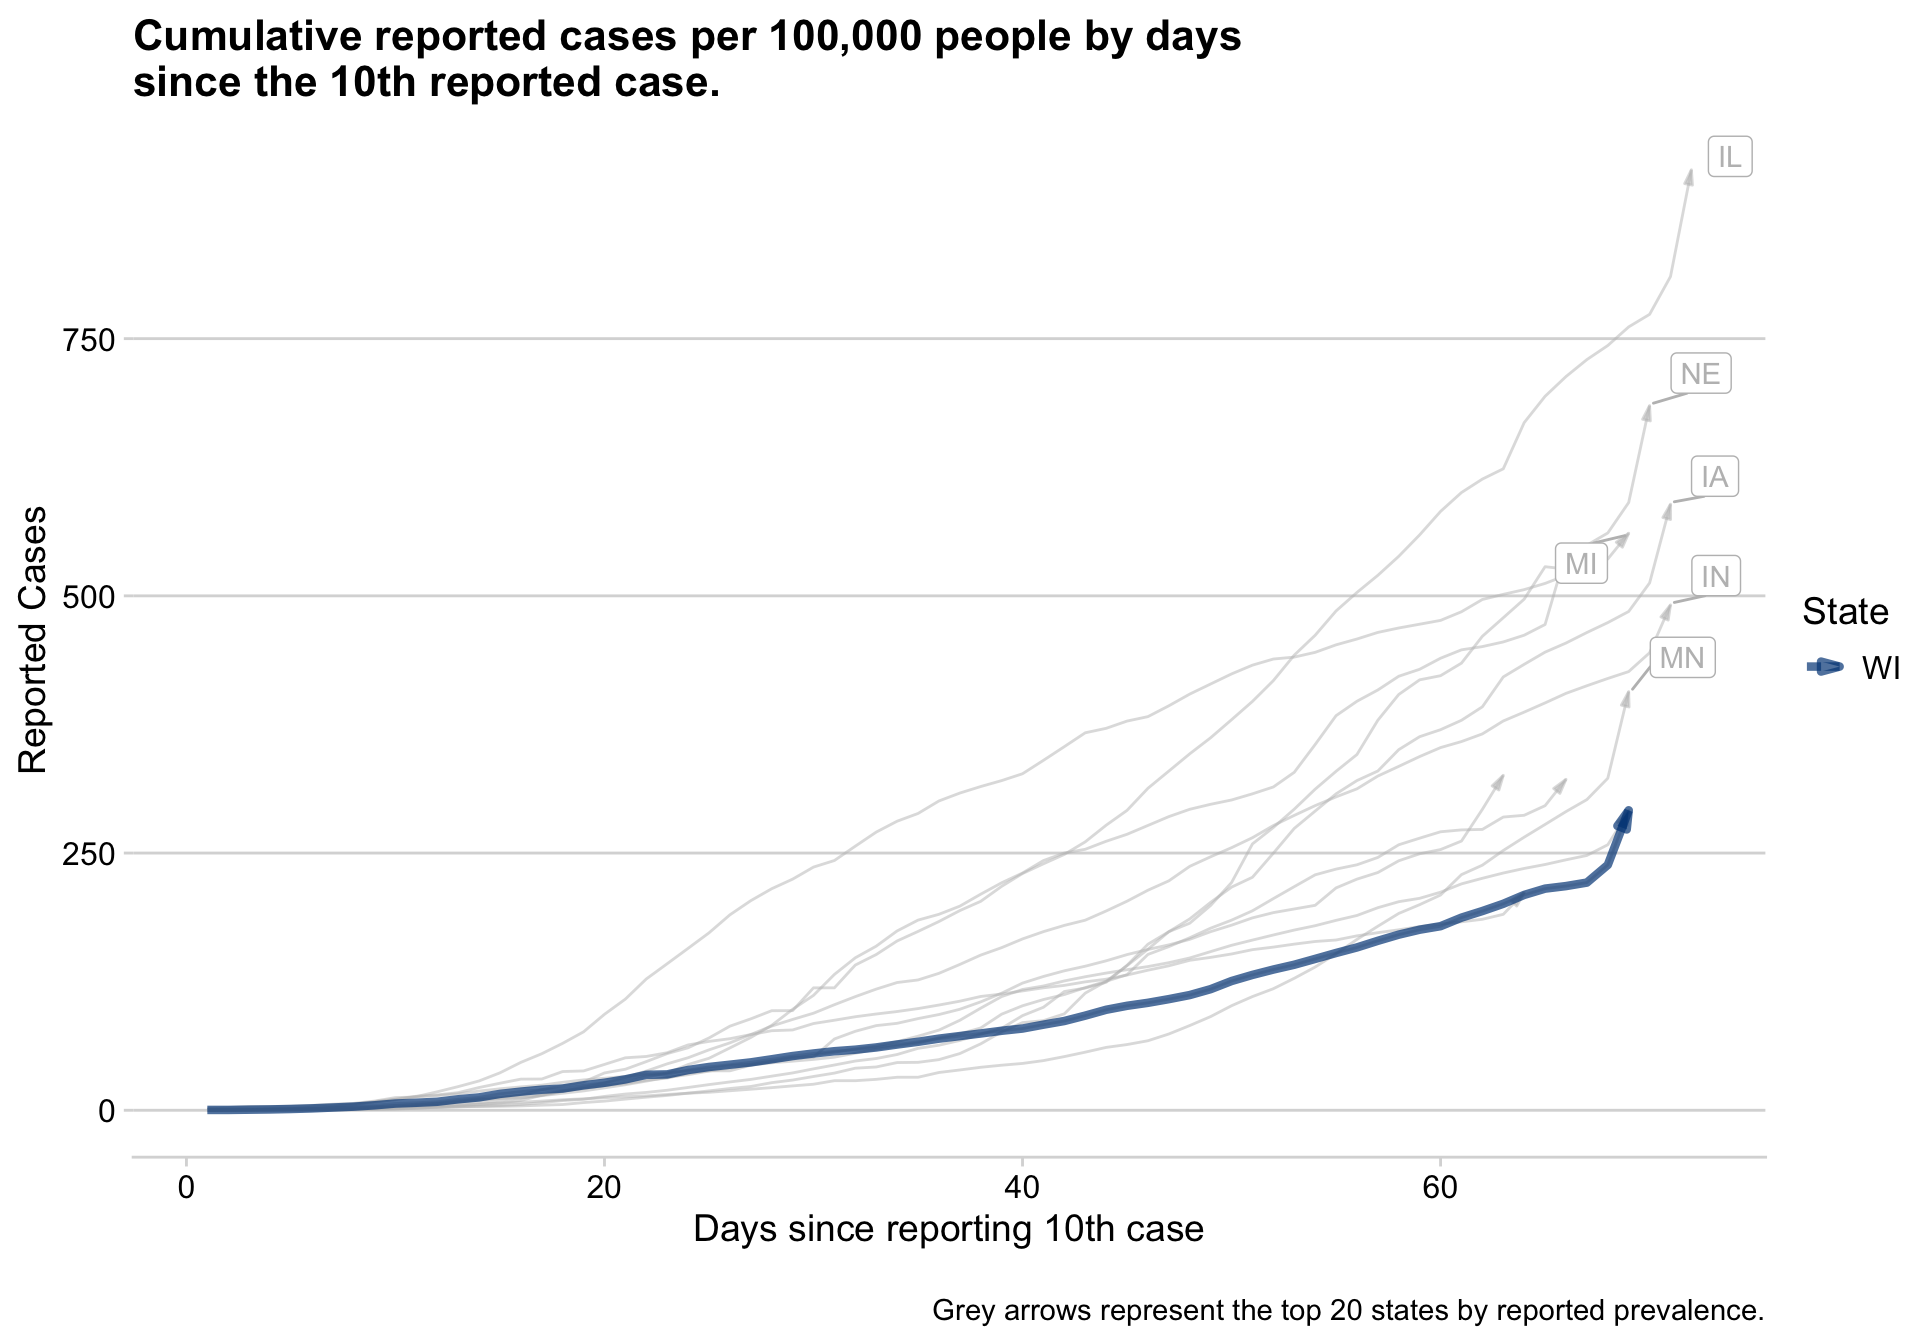 Cumulative reported cases per 100,000 people by days
since the 10th reported case.
IL
750
NE
IA
MI
IN
500
MN
Reported Cases
State
WI
250
0
0 20 40 60
Days since reporting 10th case
Grey arrows represent the top 20 states by reported prevalence.